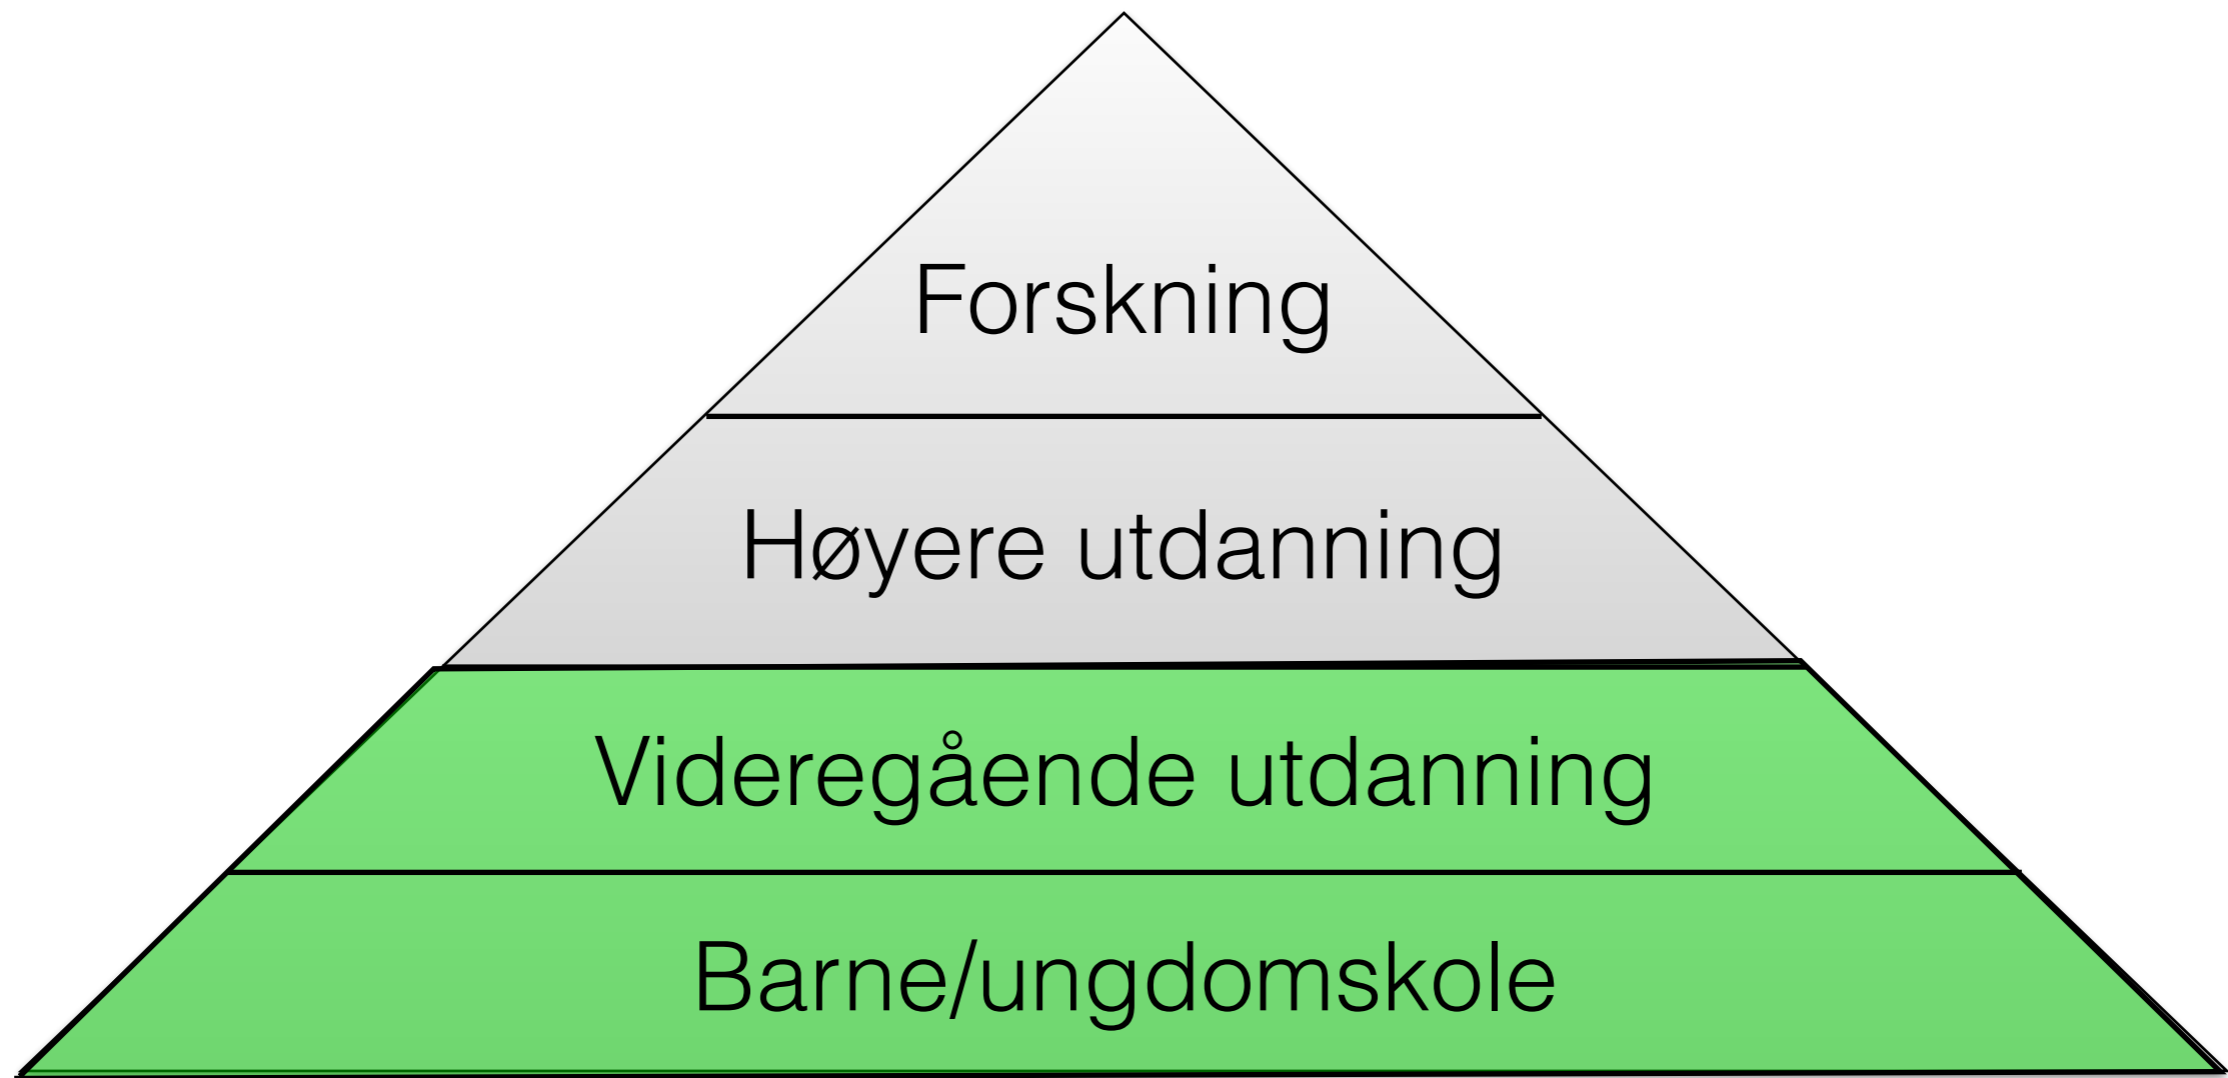 Forskning
Høyere utdanning
Videregående utdanning
Barne/ungdomskole